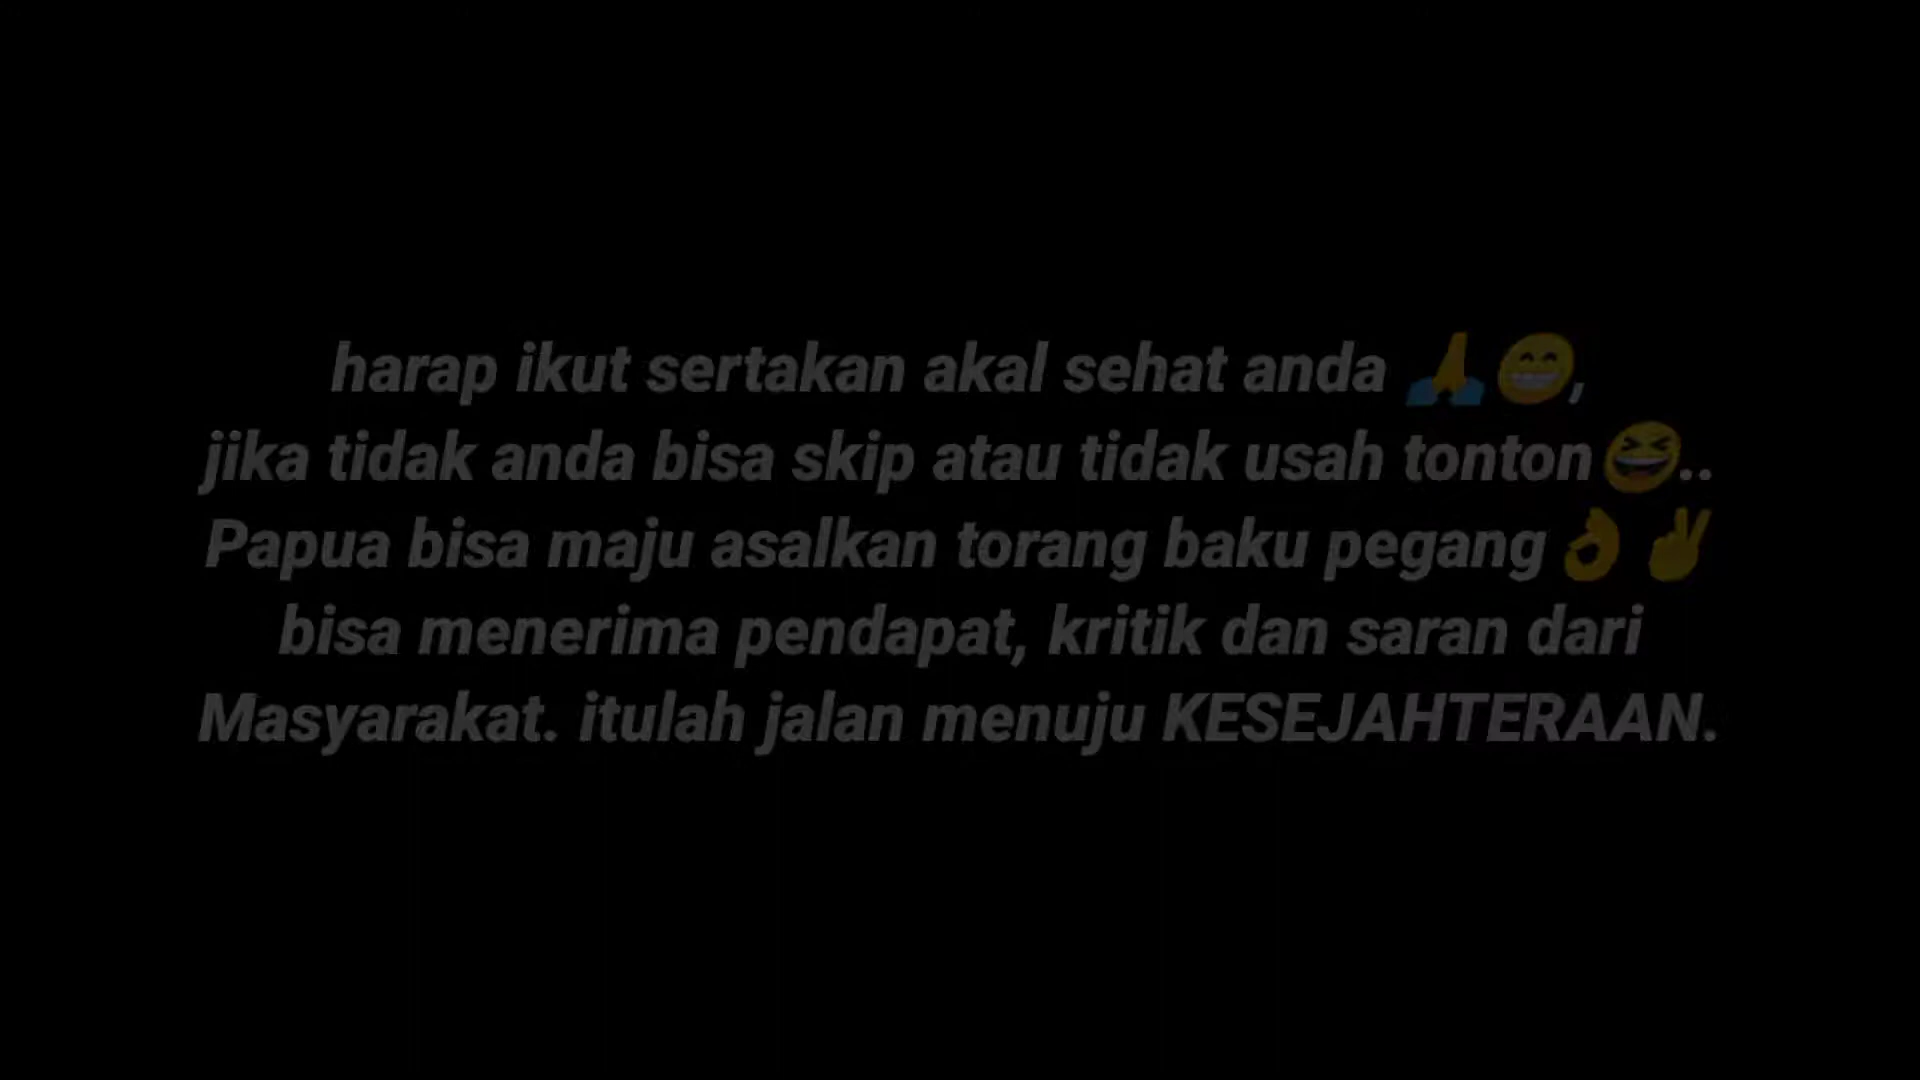 harap ikut sertakan akal sehat anda 🙏😁,
jika tidak anda bisa skip atau tidak usah tonton😆..
Papua bisa maju asalkan torang baku pegang👌✌
bisa menerima pendapat, kritik dan saran dari
Masyarakat. itulah jalan menuju KESEJAHTERAAN.